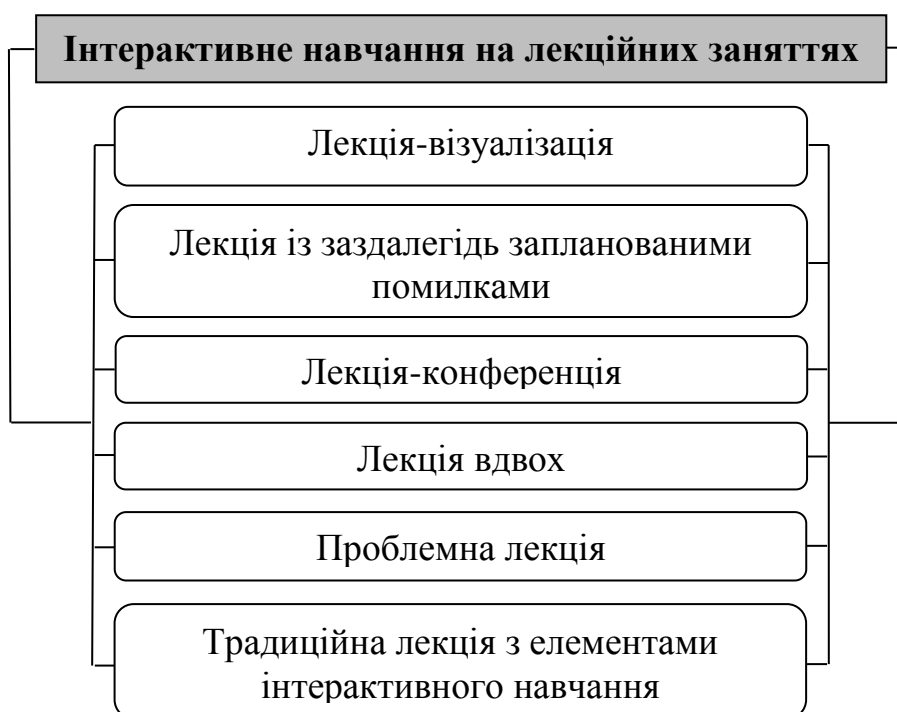 Інтерактивне навчання на лекційних заняттях
Лекція-візуалізація
Лекція із заздалегідь запланованими
помилками
Лекція-конференція
Лекція вдвох
Проблемна лекція
Традиційна лекція з елементами
інтерактивного навчання